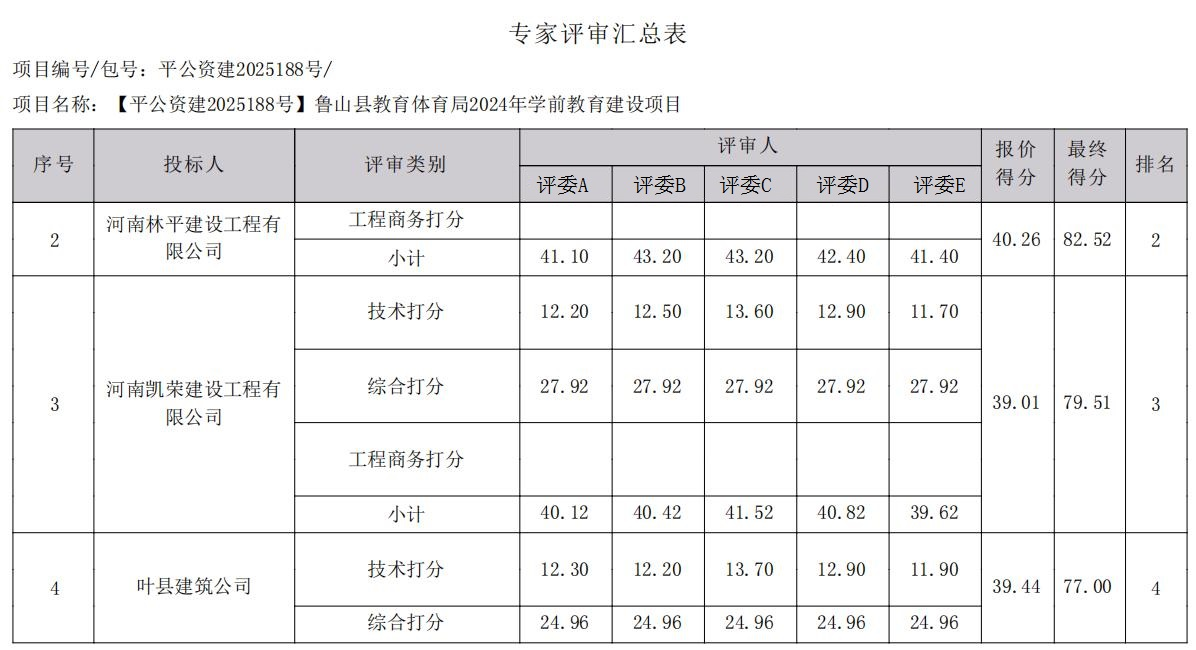 专家评审汇总表
项目编号/包号：平公资建2025188号/
项目名称：【平公资建2025188号】鲁山县教育体育局2024年学前教育建设项目
序号 投标人 评审类别 评审人 报价得分 最终得分 排名
评委A 评委B 评委C 评委D 评委E
2 河南林平建设工程有限公司 工程商务打分 40.26 82.52 2
小计 41.10 43.20 43.20 42.40 41.40
3 河南凯荣建设工程有限公司 技术打分 12.20 12.50 13.60 12.90 11.70 39.01 79.51 3
综合打分 27.92 27.92 27.92 27.92 27.92
工程商务打分
小计 40.12 40.42 41.52 40.82 39.62
4 叶县建筑公司 技术打分 12.30 12.20 13.70 12.90 11.90 39.44 77.00 4
综合打分 24.96 24.96 24.96 24.96 24.96